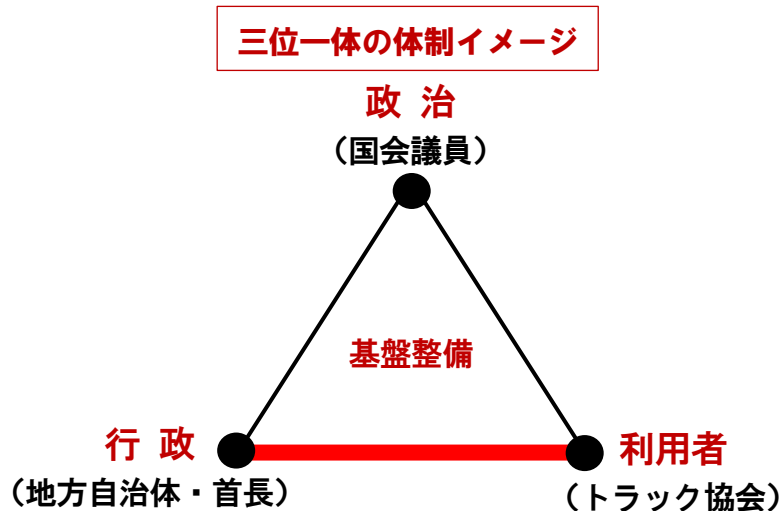 三位一体の体制イメージ
政 治
（国会議員）
基盤整備
行 政
（地方自治体・首長）
利用者
（トラック協会）